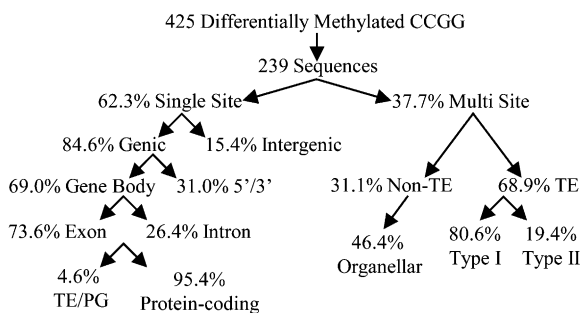 425 Differentially Methylated CCGG
239 Sequences
62.3% Single Site
37.7% Multi Site
84.6% Genic
15.4% Intergenic
69.0% Gene Body
31.0% 5’/3’
31.1% Non-TE
68.9% TE
73.6% Exon
26.4% Intron
46.4%
Organellar
80.6%
Type I
19.4%
Type II
4.6%
TE/PG
95.4%
Protein-coding